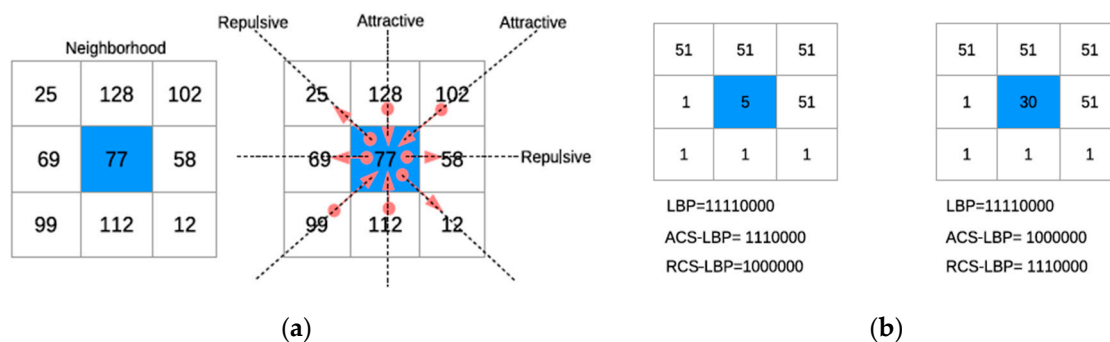 Neighborhood
25 128 102
69 77 58
99 112 12
Repulsive Attractive Attractive
25 128 102
69 77 58
Repulsive
99 112 12
(a)
51 51 51
1 5 51
1 1 1
LBP=11110000
ACS-LBP= 1110000
RCS-LBP=1000000
51 51 51
1 30 51
1 1 1
LBP=11110000
ACS-LBP= 1000000
RCS-LBP= 1110000
(b)